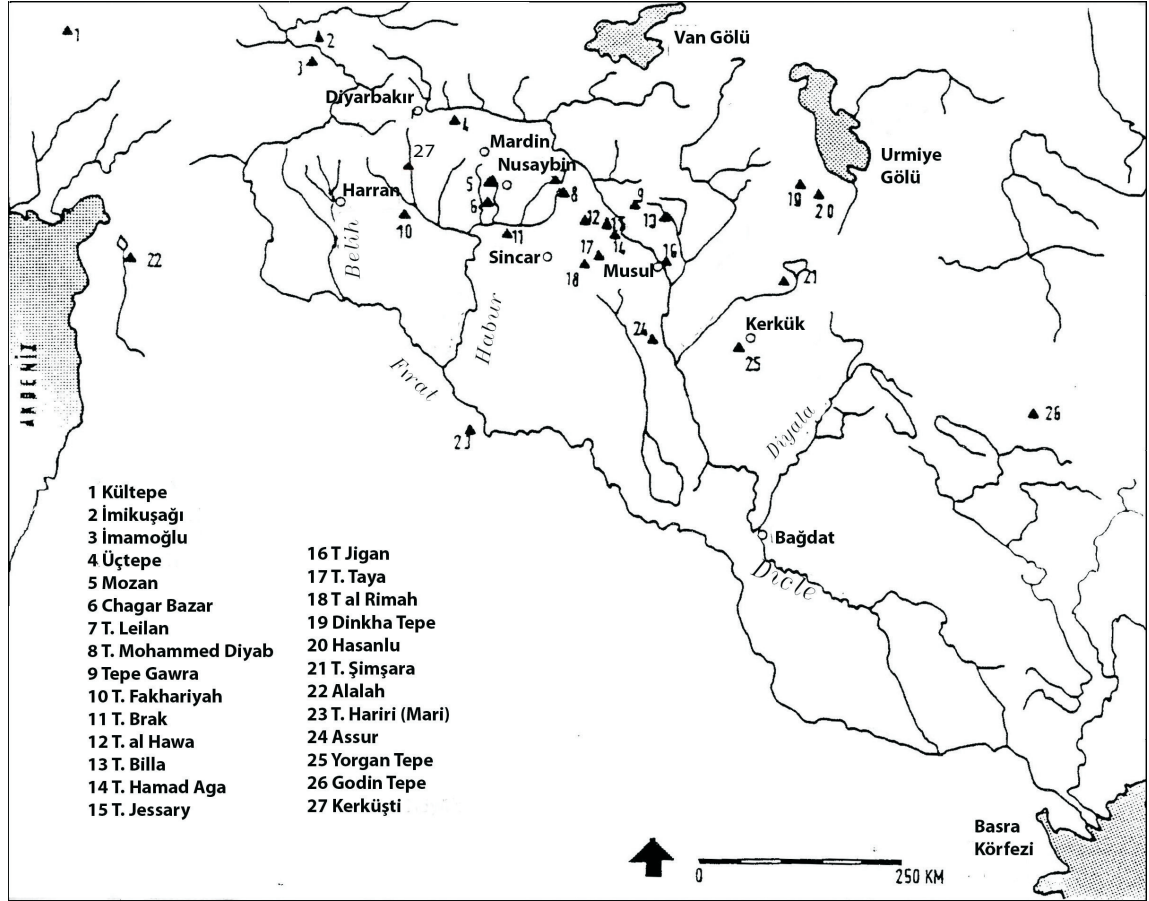 1
2
Van Gölü
3
Diyarbakır
4
Mardin
27
Nusaybin
Urmiye
Gölü
5
8
Harran
9
19
20
6
12
13
10
11
14
Belih
22
Sincar
17
Musul
16
18
21
Habur
24
Kerkük
25
AKDENİZ
Fırat
Diyala
26
23
Bağdat
Dicle
1 Kültepe
2 İmikuşağı
3 İmamoğlu
4 Üçtepe
5 Mozan
6 Chagar Bazar
7 T. Leilan
8 T. Mohammed Diyab
9 Tepe Gawra
10 T. Fakhariyah
11 T. Brak
12 T. al Hawa
13 T. Billa
14 T. Hamad Aga
15 T. Jessary
16 T Jigan
17 T. Taya
18 T al Rimah
19 Dinkha Tepe
20 Hasanlu
21 T. Şimşara
22 Alalah
23 T. Hariri (Mari)
24 Assur
25 Yorgan Tepe
26 Godin Tepe
27 Kerküşti
Basra
Körfezi
0
250 KM